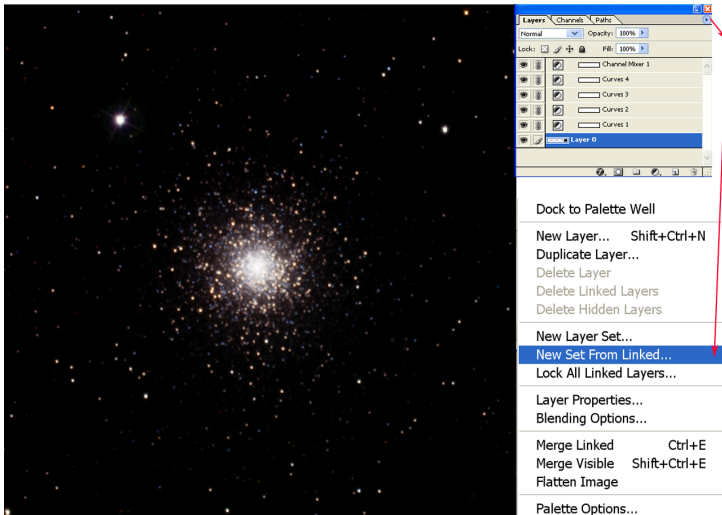 Layers Channels Paths
Normal Opacity: 100%
Lock: Fill: 100%
Channel Mixer 1
Curves 4
Curves 3
Curves 2
Curves 1
Layer 0
Dock to Palette Well
New Layer... Shift+Ctrl+N
Duplicate Layer...
Delete Layer
Delete Linked Layers
Delete Hidden Layers
New Layer Set...
New Set From Linked...
Lock All Linked Layers...
Layer Properties...
Blending Options...
Merge Linked Ctrl+E
Merge Visible Shift+Ctrl+E
Flatten Image
Palette Options...